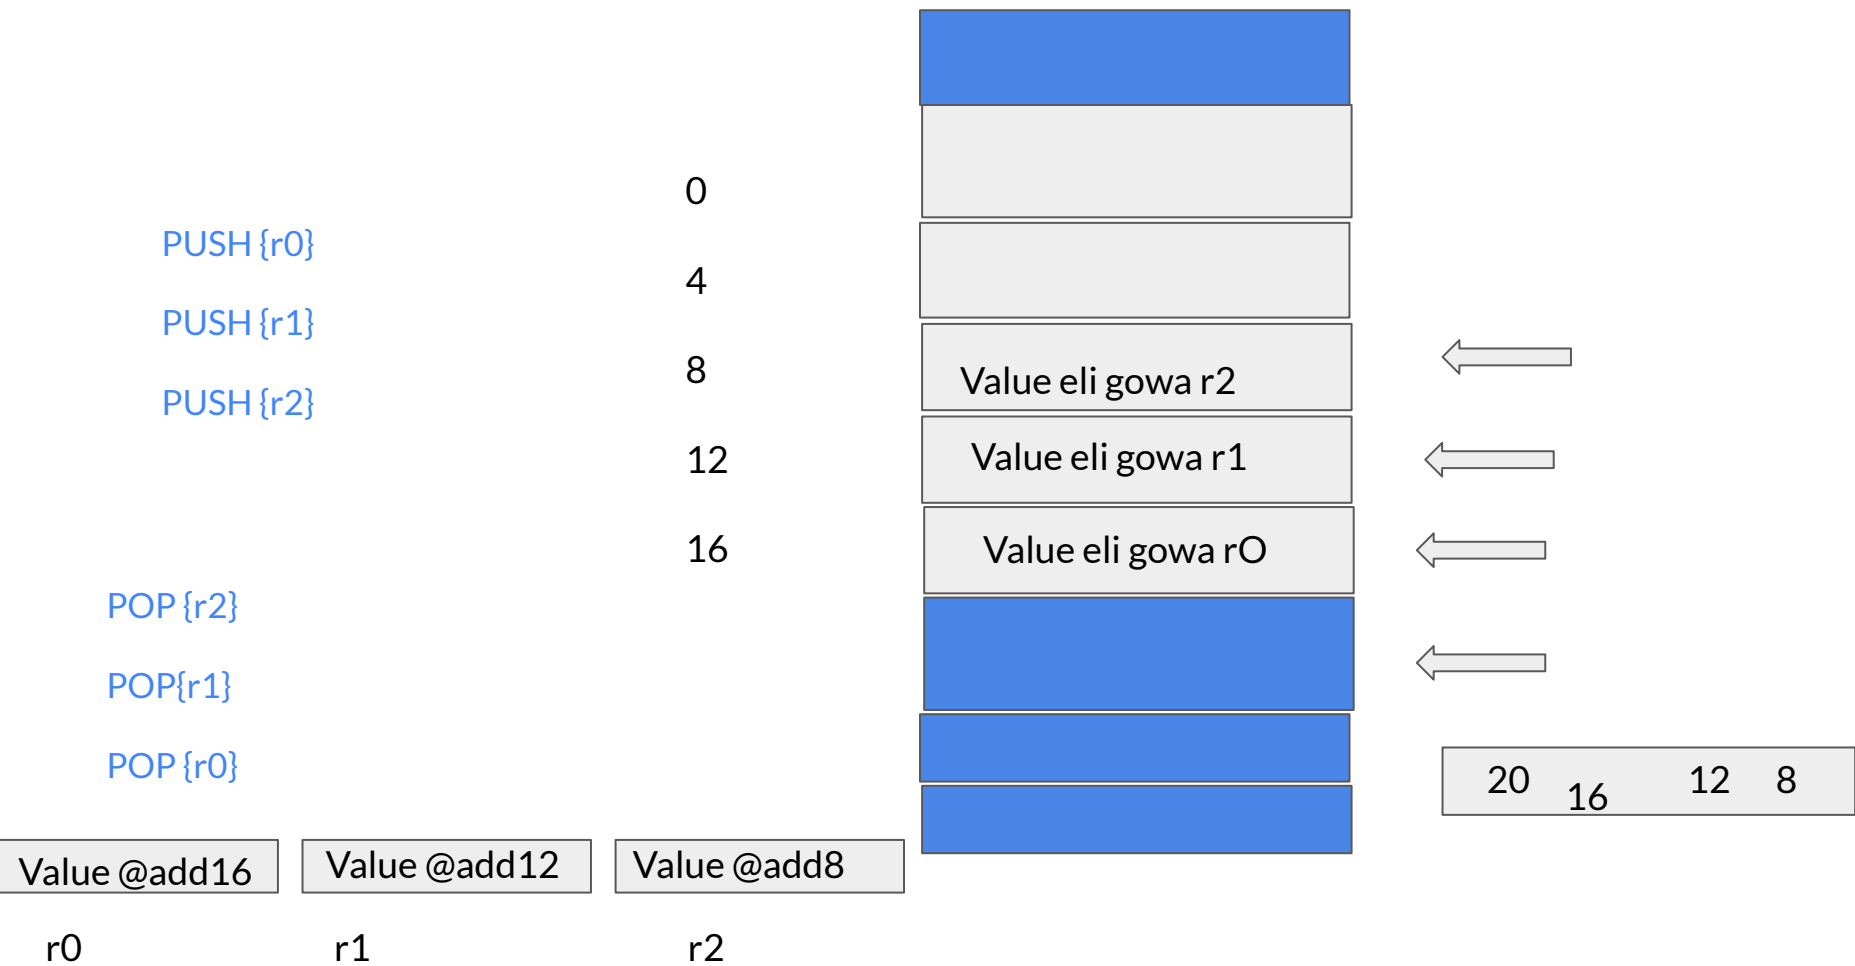 PUSH {r0}
PUSH {r1}
PUSH {r2}
POP {r2}
POP{r1}
POP {r0}
0
4
8
12
16
Value eli gowa r2
Value eli gowa r1
Value eli gowa rO
20 16 12 8
Value @add16 Value @add12 Value @add8
r0 r1 r2